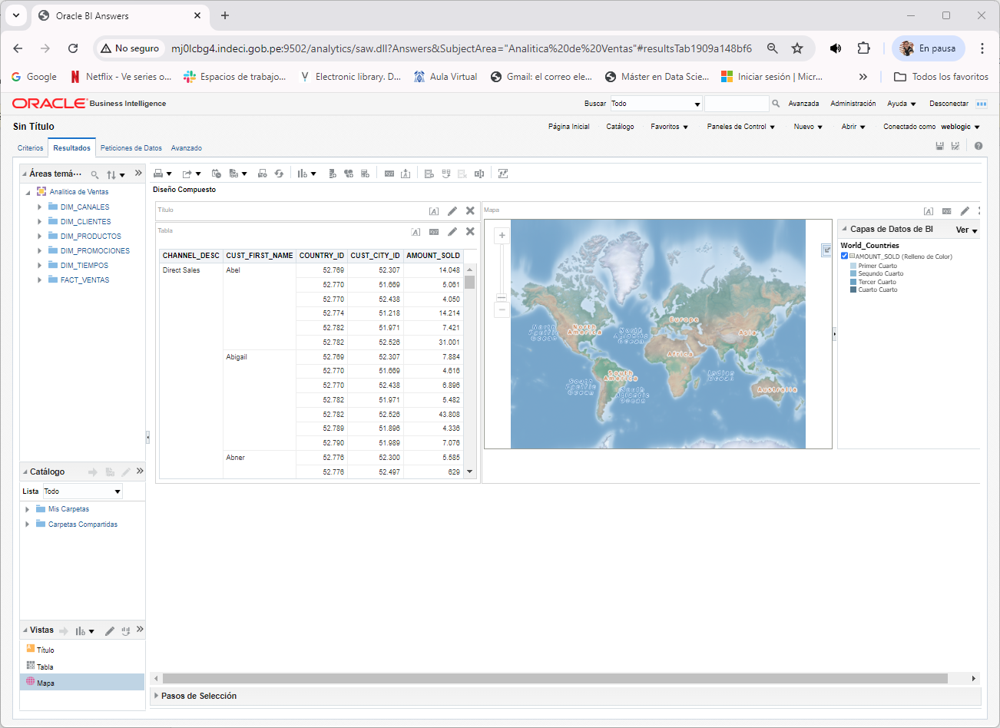 Oracle BI Answers
No seguro
mj0lcbg4.indeci.gob.pe:9502/analytics/saw.dll?Answers&SubjectArea="Analitica%20de%20Ventas"#resultsTab1909a148bf6
En pausa
Google
Netflix - Ve series o...
Espacios de trabajo...
Electronic library. D...
Aula Virtual
Gmail: el correo ele...
Máster en Data Scie...
Iniciar sesión | Micr...
Todos los favoritos
ORACLE Business Intelligence
Buscar Todo Avanzada Administración Ayuda Desconectar
Sin Título
Página Inicial Catálogo Favoritos Paneles de Control Nuevo Abrir Conectado como weblogic
Criterios Resultados Peticiones de Datos Avanzado
Áreas temá···
Analitica de Ventas
DIM_CANALES
DIM_CLIENTES
DIM_PRODUCTOS
DIM_PROMOCIONES
DIM_TIEMPOS
FACT_VENTAS
Catálogo
Lista Todo
Mis Carpetas
Carpetas Compartidas
Vistas
Título
Tabla
Mapa
Diseño Compuesto
Título
Tabla
CHANNEL_DESC CUST_FIRST_NAME COUNTRY_ID CUST_CITY_ID AMOUNT_SOLD
Direct Sales Abel 52.769 52.307 14.048
52.770 51.669 5.061
52.770 52.438 4.050
52.774 51.218 14.214
52.782 51.971 7.421
52.782 52.526 31.001
Abigail 52.769 52.307 7.884
52.770 51.669 4.616
52.770 52.438 6.896
52.782 51.971 5.482
52.782 52.526 43.808
52.789 51.896 4.336
52.790 51.989 7.076
Abner 52.776 52.300 5.585
52.776 52.497 629
Mapa
North Pacific Ocean
North America
North Atlantic Ocean
Europe
Asia
Africa
South Pacific Ocean
South America
South Atlantic Ocean
Indian Ocean
Australia
Capas de Datos de BI
Ver
World_Countries
AMOUNT_SOLD (Relleno de Color)
Primer Cuarto
Segundo Cuarto
Tercer Cuarto
Cuarto Cuarto
Pasos de Selección